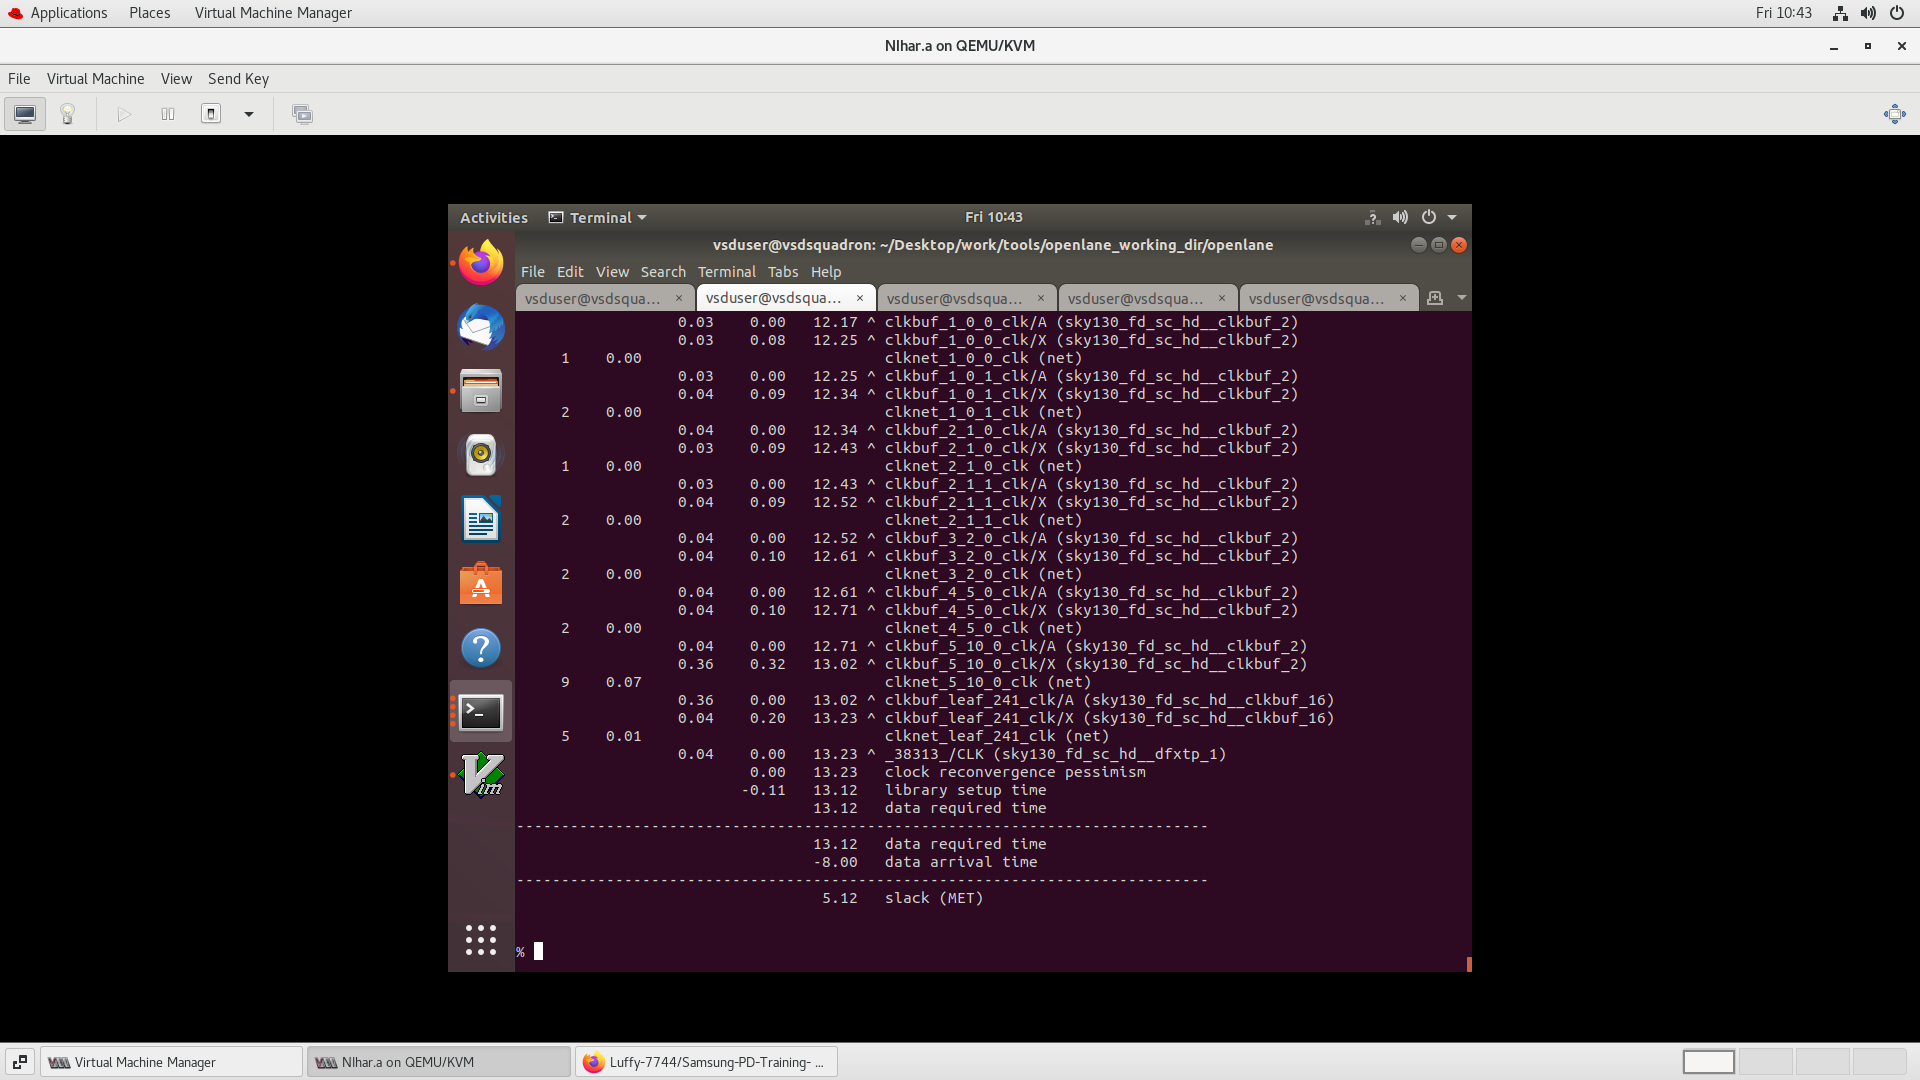 Applications Places Virtual Machine Manager Fri 10:43
NIhar.a on QEMU/KVM
File Virtual Machine View Send Key
Activities Terminal Fri 10:43
vsduser@vsdsquadron: ~/Desktop/work/tools/openlane_working_dir/openlane
File Edit View Search Terminal Tabs Help
vsduser@vsdsqua... × vsduser@vsdsqua... × vsduser@vsdsqua... × vsduser@vsdsqua... × vsduser@vsdsqua... ×
0.03 0.00 12.17 ^ clkbuf_1_0_0_clk/A (sky130_fd_sc_hd__clkbuf_2)
0.03 0.08 12.25 ^ clkbuf_1_0_0_clk/X (sky130_fd_sc_hd__clkbuf_2)
1 0.00 clknet_1_0_0_clk (net)
0.03 0.00 12.25 ^ clkbuf_1_0_1_clk/A (sky130_fd_sc_hd__clkbuf_2)
0.04 0.09 12.34 ^ clkbuf_1_0_1_clk/X (sky130_fd_sc_hd__clkbuf_2)
2 0.00 clknet_1_0_1_clk (net)
0.04 0.00 12.34 ^ clkbuf_2_1_0_clk/A (sky130_fd_sc_hd__clkbuf_2)
0.03 0.09 12.43 ^ clkbuf_2_1_0_clk/X (sky130_fd_sc_hd__clkbuf_2)
1 0.00 clknet_2_1_0_clk (net)
0.03 0.00 12.43 ^ clkbuf_2_1_1_clk/A (sky130_fd_sc_hd__clkbuf_2)
0.04 0.09 12.52 ^ clkbuf_2_1_1_clk/X (sky130_fd_sc_hd__clkbuf_2)
2 0.00 clknet_2_1_1_clk (net)
0.04 0.00 12.52 ^ clkbuf_3_2_0_clk/A (sky130_fd_sc_hd__clkbuf_2)
0.04 0.10 12.61 ^ clkbuf_3_2_0_clk/X (sky130_fd_sc_hd__clkbuf_2)
2 0.00 clknet_3_2_0_clk (net)
0.04 0.00 12.61 ^ clkbuf_4_5_0_clk/A (sky130_fd_sc_hd__clkbuf_2)
0.04 0.10 12.71 ^ clkbuf_4_5_0_clk/X (sky130_fd_sc_hd__clkbuf_2)
2 0.00 clknet_4_5_0_clk (net)
0.04 0.00 12.71 ^ clkbuf_5_10_0_clk/A (sky130_fd_sc_hd__clkbuf_2)
0.36 0.32 13.02 ^ clkbuf_5_10_0_clk/X (sky130_fd_sc_hd__clkbuf_2)
9 0.07 clknet_5_10_0_clk (net)
0.36 0.00 13.02 ^ clkbuf_leaf_241_clk/A (sky130_fd_sc_hd__clkbuf_16)
0.04 0.20 13.23 ^ clkbuf_leaf_241_clk/X (sky130_fd_sc_hd__clkbuf_16)
5 0.01 clknet_leaf_241_clk (net)
0.04 0.00 13.23 ^ _38313_/CLK (sky130_fd_sc_hd__dfxtp_1)
0.00 13.23 clock reconvergence pessimism
-0.11 13.12 library setup time
13.12 data required time
-----------------------------------------------------------------------------
13.12 data required time
-8.00 data arrival time
-----------------------------------------------------------------------------
5.12 slack (MET)
%
Virtual Machine Manager NIhar.a on QEMU/KVM Luffy-7744/Samsung-PD-Training- ...